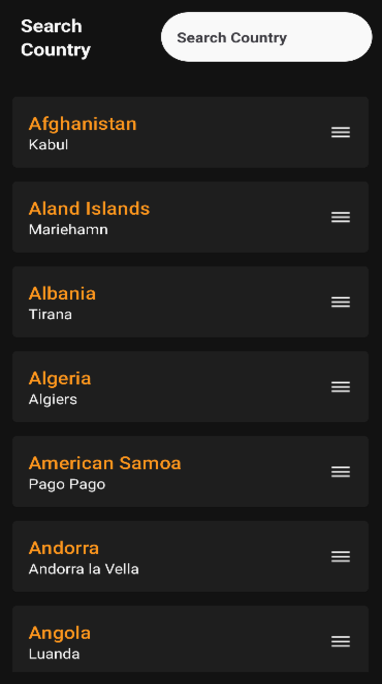 Search
Country
Search Country
Afghanistan
Kabul
Aland Islands
Mariehamn
Albania
Tirana
Algeria
Algiers
American Samoa
Pago Pago
Andorra
Andorra la Vella
Angola
Luanda